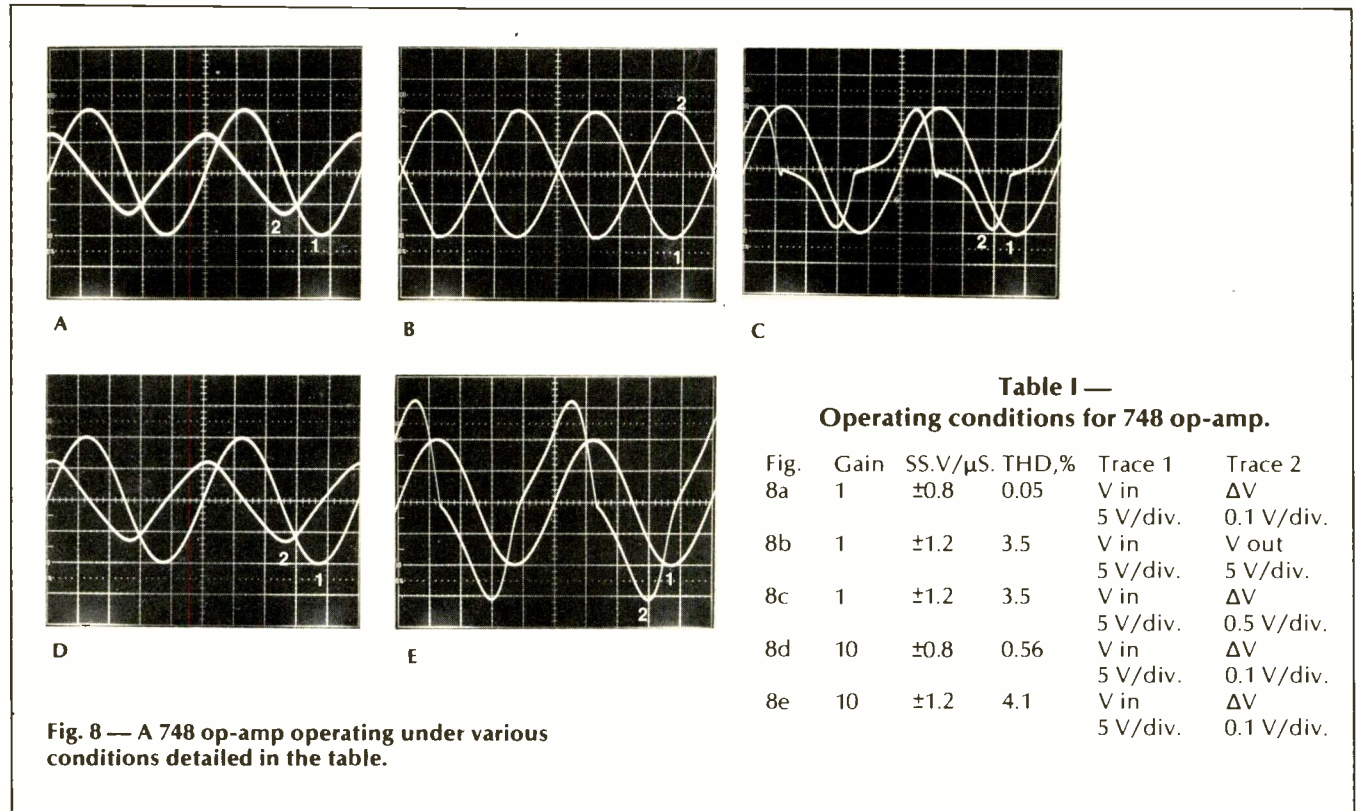 2
1
A
2
1
B
2 1
C
2
1
D
1
2
E
Table I —
Operating conditions for 748 op-amp.
Fig. Gain SS.V/µS. THD,% Trace 1 Trace 2
8a 1 ±0.8 0.05 V in ΔV
5 V/div. 0.1 V/div.
8b 1 ±1.2 3.5 V in V out
5 V/div. 5 V/div.
8c 1 ±1.2 3.5 V in ΔV
5 V/div. 0.5 V/div.
8d 10 ±0.8 0.56 V in ΔV
5 V/div. 0.1 V/div.
8e 10 ±1.2 4.1 V in ΔV
5 V/div. 0.1 V/div.
Fig. 8 — A 748 op-amp operating under various
conditions detailed in the table.